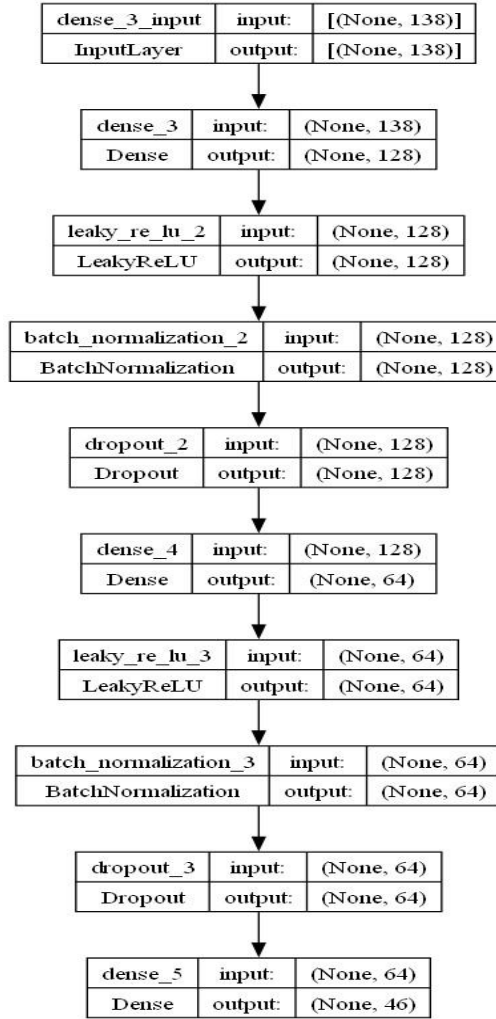 dense_3_input input: [(None, 138)]
InputLayer output: [(None, 138)]
dense_3 input: (None, 138)
Dense output: (None, 128)
leaky_re_lu_2 input: (None, 128)
LeakyReLU output: (None, 128)
batch_normalization_2 input: (None, 128)
BatchNormalization output: (None, 128)
dropout_2 input: (None, 128)
Dropout output: (None, 128)
dense_4 input: (None, 128)
Dense output: (None, 64)
leaky_re_lu_3 input: (None, 64)
LeakyReLU output: (None, 64)
batch_normalization_3 input: (None, 64)
BatchNormalization output: (None, 64)
dropout_3 input: (None, 64)
Dropout output: (None, 64)
dense_5 input: (None, 64)
Dense output: (None, 46)